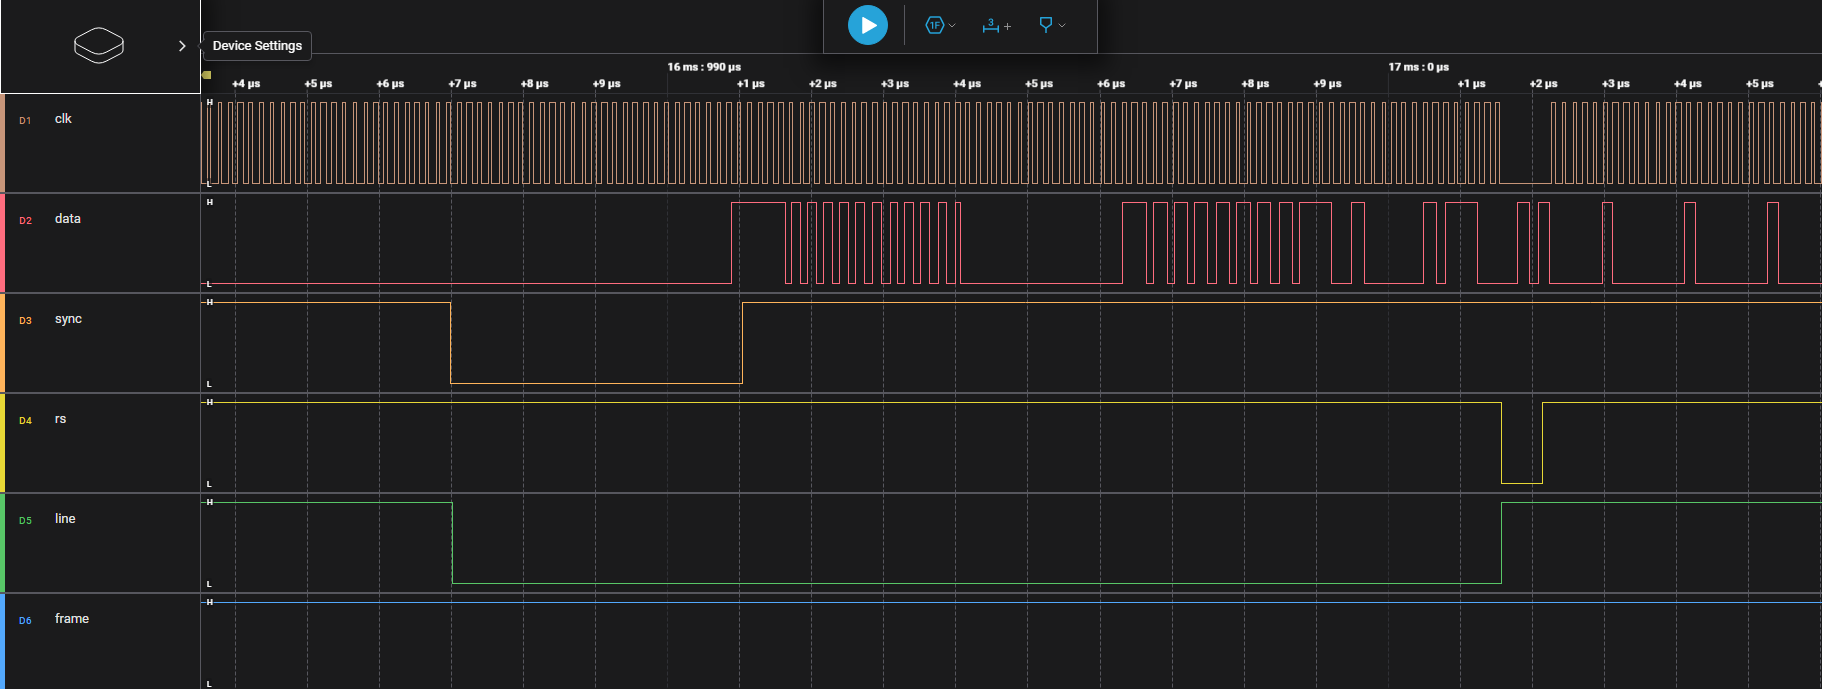 Device Settings
1F
3
+
16 ms : 990 µs
17 ms : 0 µs
+4 µs +5 µs +6 µs +7 µs +8 µs +9 µs +1 µs +2 µs +3 µs +4 µs +5 µs +6 µs +7 µs +8 µs +9 µs +1 µs +2 µs +3 µs +4 µs +5 µs +
H
D1 clk
L
H
D2 data
L
H
D3 sync
L
H
D4 rs
L
H
D5 line
L
H
D6 frame
L